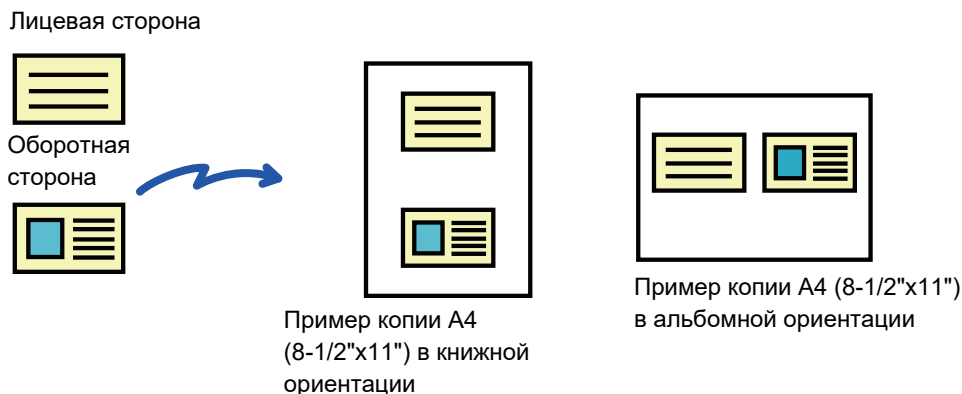 Лицевая сторона
Оборотная
сторона
Пример копии A4
(8-1/2"x11") в книжной
ориентации
Пример копии A4 (8-1/2"x11")
в альбомной ориентации